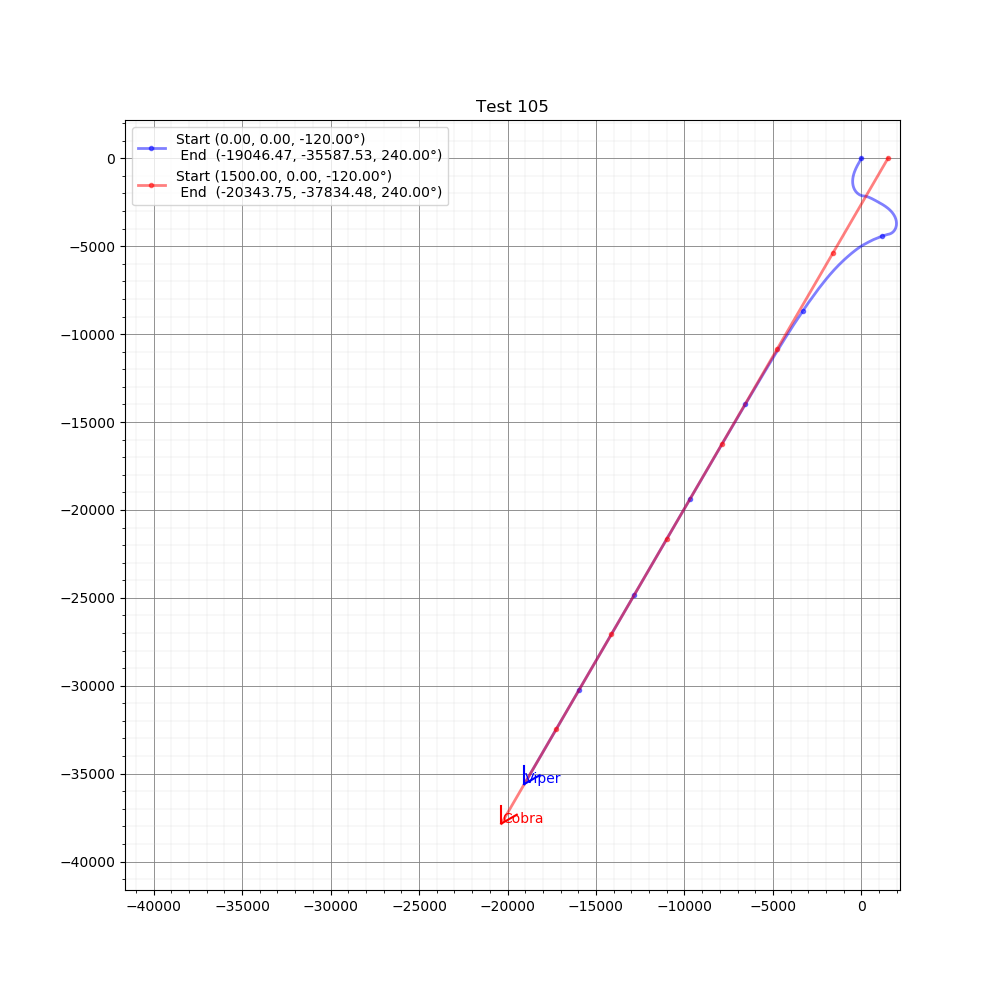 Test 105
Start (0.00, 0.00, -120.00°)
End (-19046.47, -35587.53, 240.00°)
Start (1500.00, 0.00, -120.00°)
End (-20343.75, -37834.48, 240.00°)
0
−5000
−10000
−15000
−20000
−25000
−30000
−35000
−40000
Viper
Cobra
−40000 −35000 −30000 −25000 −20000 −15000 −10000 −5000 0